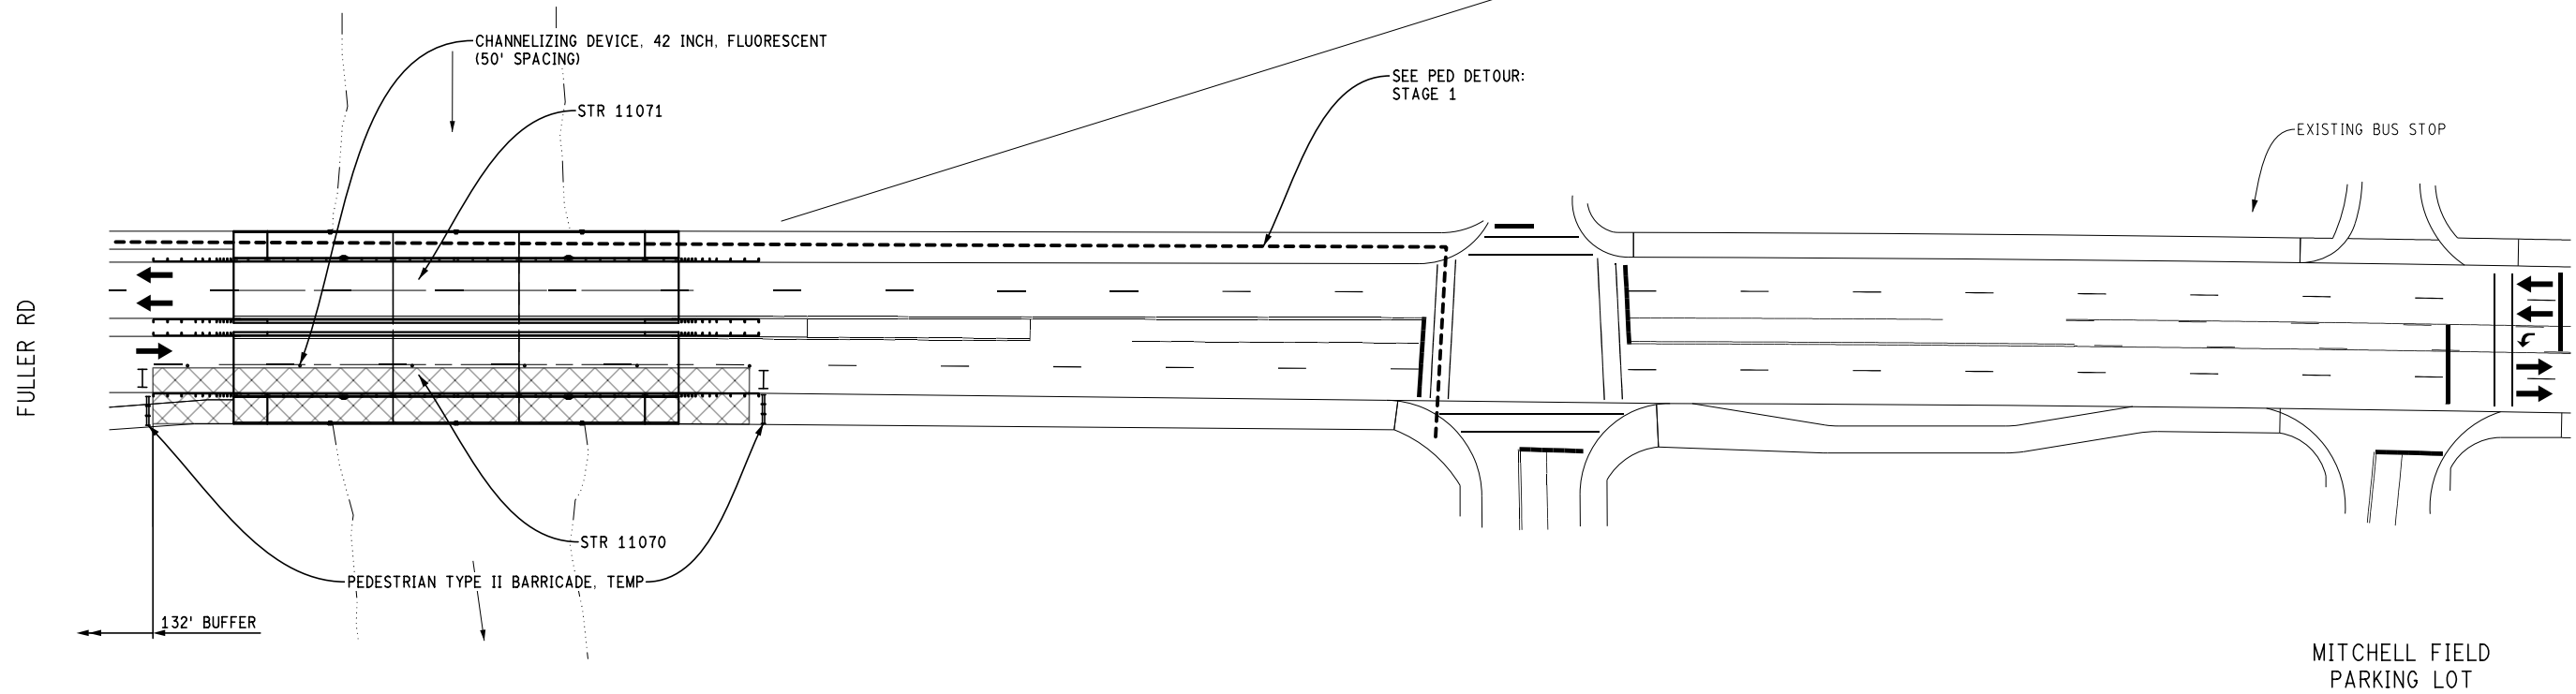 CHANNELIZING DEVICE, 42 INCH, FLUORESCENT
(50' SPACING)
STR 11071
SEE PED DETOUR:
STAGE 1
EXISTING BUS STOP
FULLER RD
STR 11070
PEDESTRIAN TYPE II BARRICADE, TEMP
132' BUFFER
MITCHELL FIELD
PARKING LOT